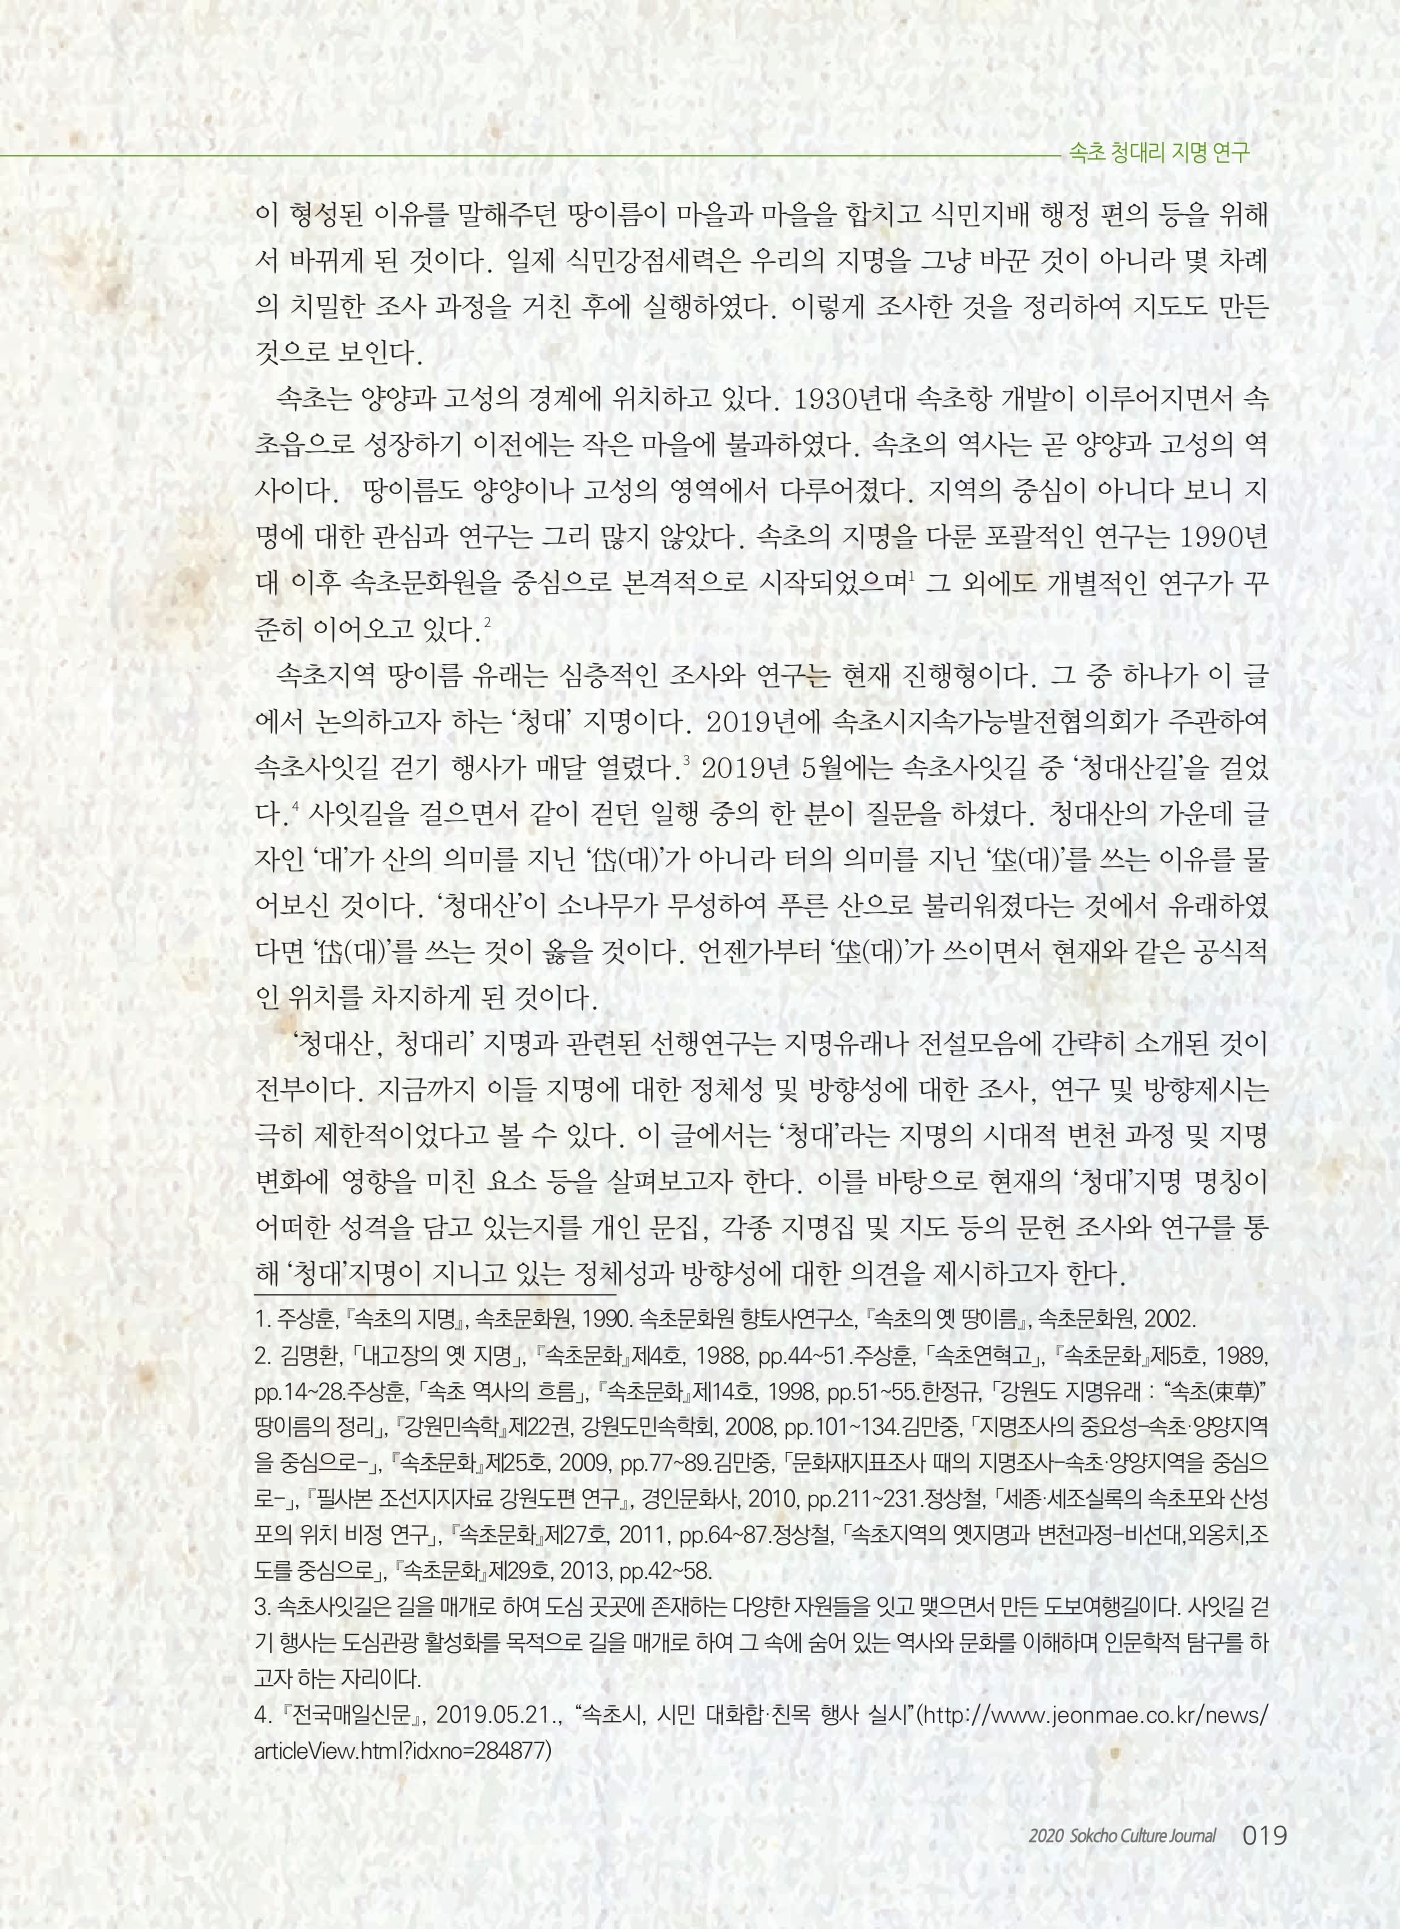 속초 청대리 지명 연구
이 형성된 이유를 말해주던 땅이름이 마을과 마을을 합치고 식민지배 행정 편의 등을 위해
서 바뀌게 된 것이다. 일제 식민강점세력은 우리의 지명을 그냥 바꾼 것이 아니라 몇 차례
의 치밀한 조사 과정을 거친 후에 실행하였다. 이렇게 조사한 것을 정리하여 지도도 만든
것으로 보인다.
속초는 양양과 고성의 경계에 위치하고 있다. 1930년대 속초항 개발이 이루어지면서 속
초읍으로 성장하기 이전에는 작은 마을에 불과하였다. 속초의 역사는 곧 양양과 고성의 역
사이다. 땅이름도 양양이나 고성의 영역에서 다루어졌다. 지역의 중심이 아니다 보니 지
명에 대한 관심과 연구는 그리 많지 않았다. 속초의 지명을 다룬 포괄적인 연구는 1990년
대 이후 속초문화원을 중심으로 본격적으로 시작되었으며1 그 외에도 개별적인 연구가 꾸
준히 이어오고 있다.2
속초지역 땅이름 유래는 심층적인 조사와 연구는 현재 진행형이다. 그 중 하나가 이 글
에서 논의하고자 하는 ‘청대’ 지명이다. 2019년에 속초시지속가능발전협의회가 주관하여
속초사잇길 걷기 행사가 매달 열렸다.3 2019년 5월에는 속초사잇길 중 ‘청대산길’을 걸었
다.4 사잇길을 걸으면서 같이 걷던 일행 중의 한 분이 질문을 하셨다. 청대산의 가운데 글
자인 ‘대’가 산의 의미를 지닌 ‘岱(대)’가 아니라 터의 의미를 지닌 ‘垈(대)’를 쓰는 이유를 물
어보신 것이다. ‘청대산’이 소나무가 무성하여 푸른 산으로 불리워졌다는 것에서 유래하였
다면 ‘岱(대)’를 쓰는 것이 옳을 것이다. 언젠가부터 ‘垈(대)’가 쓰이면서 현재와 같은 공식적
인 위치를 차지하게 된 것이다.
‘청대산, 청대리’ 지명과 관련된 선행연구는 지명유래나 전설모음에 간략히 소개된 것이
전부이다. 지금까지 이들 지명에 대한 정체성 및 방향성에 대한 조사, 연구 및 방향제시는
극히 제한적이었다고 볼 수 있다. 이 글에서는 ‘청대’라는 지명의 시대적 변천 과정 및 지명
변화에 영향을 미친 요소 등을 살펴보고자 한다. 이를 바탕으로 현재의 ‘청대’지명 명칭이
어떠한 성격을 담고 있는지를 개인 문집, 각종 지명집 및 지도 등의 문헌 조사와 연구를 통
해 ‘청대’지명이 지니고 있는 정체성과 방향성에 대한 의견을 제시하고자 한다.
1. 주상훈, 『속초의 지명』, 속초문화원, 1990. 속초문화원 향토사연구소, 『속초의 옛 땅이름』, 속초문화원, 2002.
2. 김명환, 「내고장의 옛 지명」, 『속초문화』제4호, 1988, pp.44~51.주상훈, 「속초연혁고」, 『속초문화』제5호, 1989,
pp.14~28.주상훈, 「속초 역사의 흐름」, 『속초문화』제14호, 1998, pp.51~55.한정규, 「강원도 지명유래 : “속초(束草)”
땅이름의 정리」, 『강원민속학』제22권, 강원도민속학회, 2008, pp.101~134.김만중, 「지명조사의 중요성-속초·양양지역
을 중심으로-」, 『속초문화』제25호, 2009, pp.77~89.김만중, 「문화재지표조사 때의 지명조사-속초·양양지역을 중심으
로-」, 『필사본 조선지지자료 강원도편 연구』, 경인문화사, 2010, pp.211~231.정상철, 「세종·세조실록의 속초포와 산성
포의 위치 비정 연구」, 『속초문화』제27호, 2011, pp.64~87.정상철, 「속초지역의 옛지명과 변천과정-비선대,외옹치,조
도를 중심으로」, 『속초문화』제29호, 2013, pp.42~58.
3. 속초사잇길은 길을 매개로 하여 도심 곳곳에 존재하는 다양한 자원들을 잇고 맺으면서 만든 도보여행길이다. 사잇길 걷
기 행사는 도심관광 활성화를 목적으로 길을 매개로 하여 그 속에 숨어 있는 역사와 문화를 이해하며 인문학적 탐구를 하
고자 하는 자리이다.
4. 『전국매일신문』, 2019.05.21., “속초시, 시민 대화합·친목 행사 실시”(http://www.jeonmae.co.kr/news/
articleView.html?idxno=284877)
2020 Sokcho Culture Journal 019